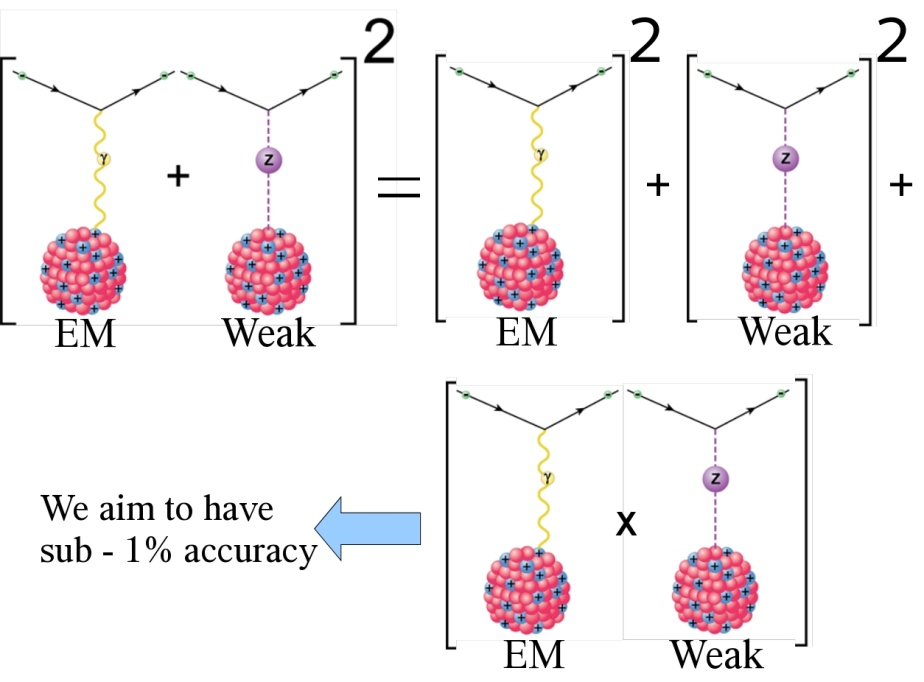 2 2 2
γ Z γ Z
+ = + +
EM Weak EM Weak
γ Z
We aim to have
sub - 1% accuracy
x
EM Weak